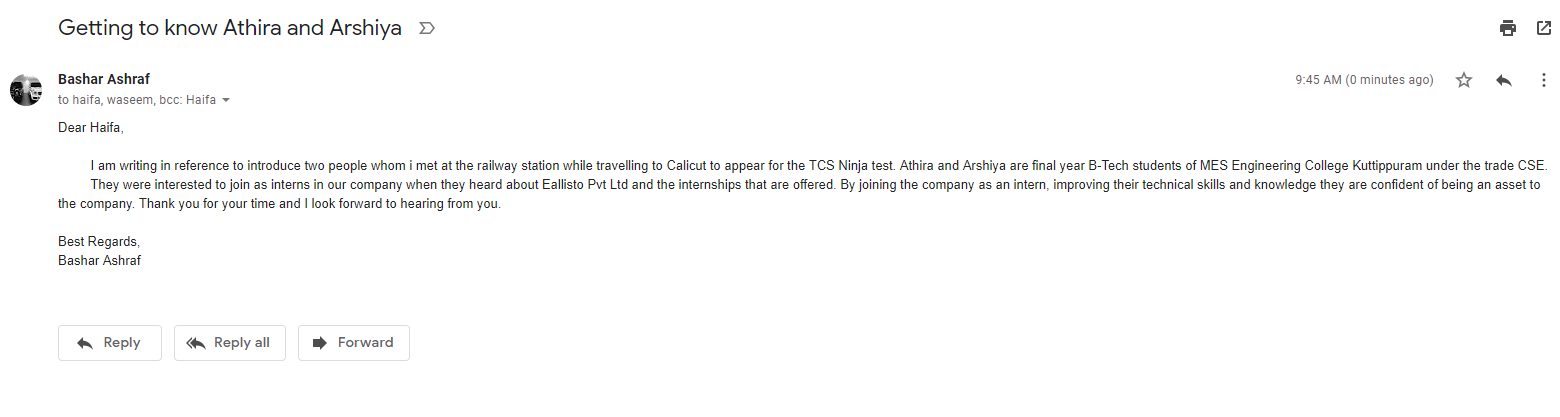 Getting to know Athira and Arshiya
Bashar Ashraf
9:45 AM (0 minutes ago)
to haifa, waseem, bcc: Haifa
Dear Haifa,
I am writing in reference to introduce two people whom i met at the railway station while travelling to Calicut to appear for the TCS Ninja test. Athira and Arshiya are final year B-Tech students of MES Engineering College Kuttippuram under the trade CSE.
They were interested to join as interns in our company when they heard about Eallisto Pvt Ltd and the internships that are offered. By joining the company as an intern, improving their technical skills and knowledge they are confident of being an asset to
the company. Thank you for your time and I look forward to hearing from you.
Best Regards,
Bashar Ashraf
Reply
Reply all
Forward